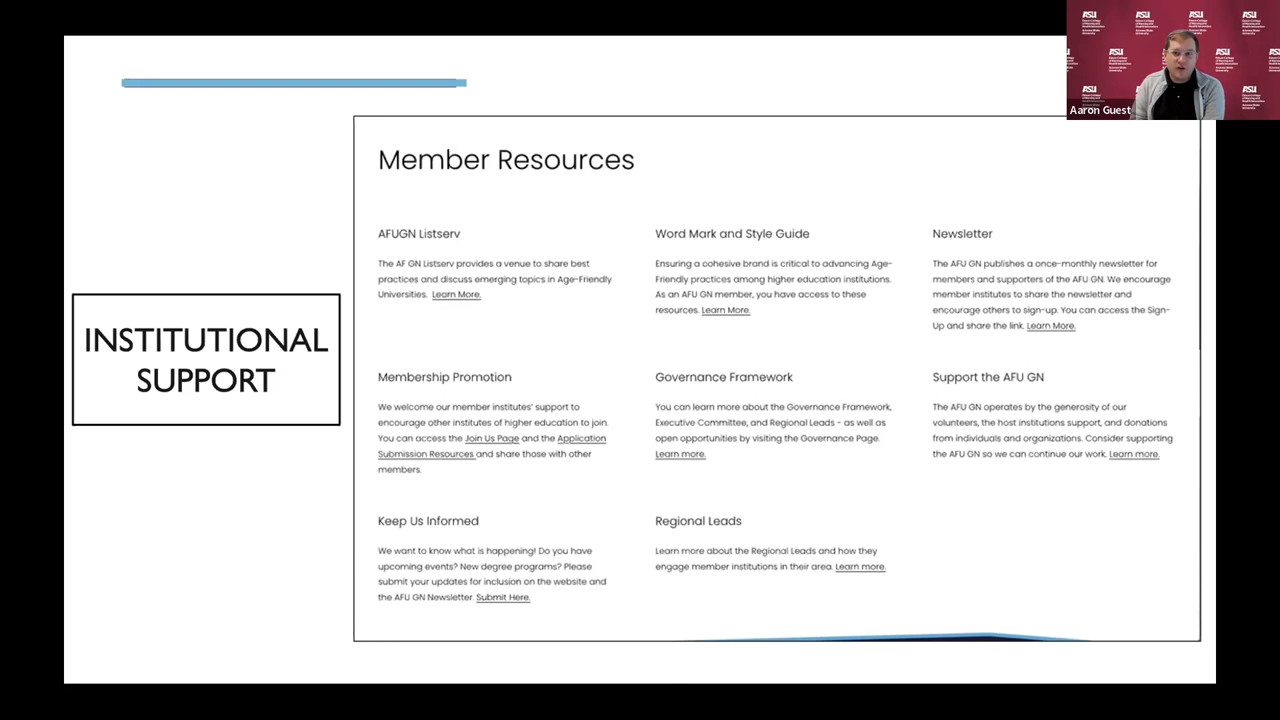 INSTITUTIONAL
SUPPORT
Member Resources
AFUGN Listserv
The AF GN Listserv provides a venue to share best
practices and discuss emerging topics in Age-Friendly
Universities. Learn More.
Word Mark and Style Guide
Ensuring a cohesive brand is critical to advancing Age-
Friendly practices among higher education institutions.
As an AFU GN member, you have access to these
resources. Learn More.
Newsletter
The AFU GN publishes a once-monthly newsletter for
members and supporters of the AFU GN. We encourage
member institutes to share the newsletter and
encourage others to sign-up. You can access the Sign-
Up and share the link. Learn More.
Membership Promotion
We welcome our member institutes' support to
encourage other institutes of higher education to join.
You can access the Join Us Page and the Application
Submission Resources and share those with other
members.
Governance Framework
You can learn more about the Governance Framework,
Executive Committee, and Regional Leads - as well as
open opportunities by visiting the Governance Page.
Learn more.
Support the AFU GN
The AFU GN operates by the generosity of our
volunteers, the host institutions support, and donations
from individuals and organizations. Consider supporting
the AFU GN so we can continue our work. Learn more.
Keep Us Informed
We want to know what is happening! Do you have
upcoming events? New degree programs? Please
submit your updates for inclusion on the website and
the AFU GN Newsletter. Submit Here.
Regional Leads
Learn more about the Regional Leads and how they
engage member institutions in their area. Learn more.
ASU
ASU
ASU
ASU
ASU
ASU
ASU
ASU
Aaron Guest